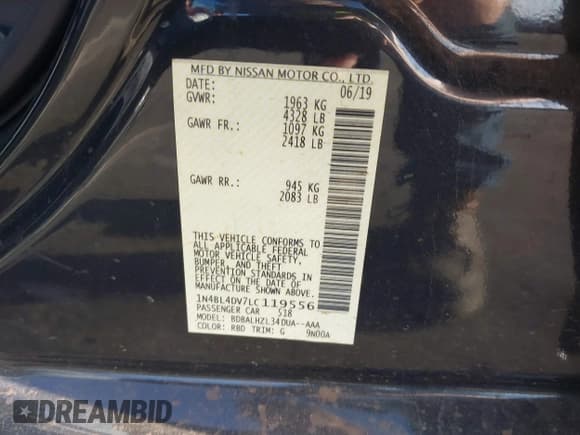 MFD BY NISSAN MOTOR CO., LTD.
DATE: 06/19
GVWR: 1963 KG
4328 LB
GAWR FR.: 1097 KG
2418 LB
GAWR RR.: 945 KG
2083 LB
THIS VEHICLE CONFORMS TO
ALL APPLICABLE FEDERAL
MOTOR VEHICLE SAFETY,
BUMPER, AND THEFT
PREVENTION STANDARDS IN
EFFECT ON THE DATE OF
MANUFACTURE SHOWN ABOVE.
1N4BL4DV7LC119556
PASSENGER CAR 518
MODEL: BDBALHZL34DUA--AAA
COLOR: RBD TRIM: G 9N00A
DREAMBID